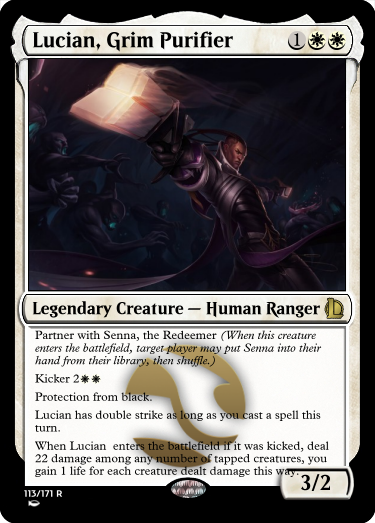 Lucian, Grim Purifier 1
Legendary Creature — Human Ranger
Partner with Senna, the Redeemer (When this creature
enters the battlefield, target player may put Senna into their
hand from their library, then shuffle.)
Kicker 2
Protection from black.
Lucian has double strike as long as you cast a spell this
turn.
When Lucian enters the battlefield if it was kicked, deal
22 damage among any number of tapped creatures, you
gain 1 life for each creature dealt damage this way.
3/2
113/171 R